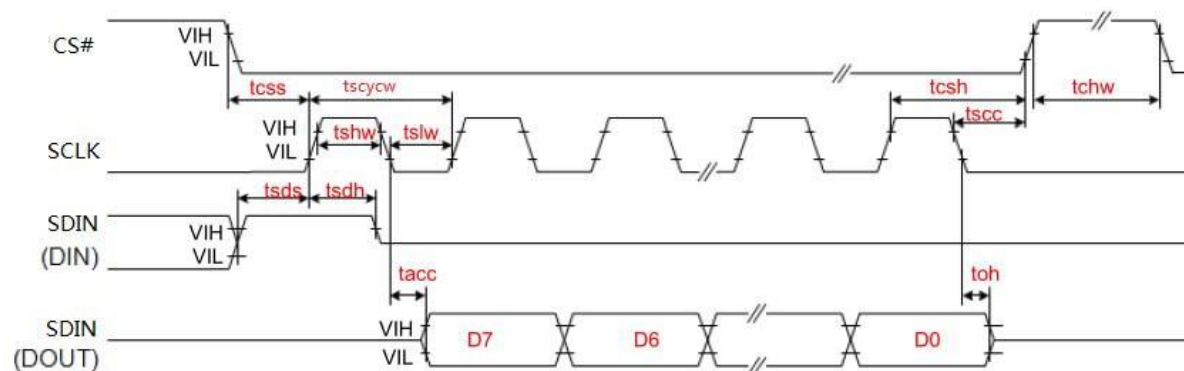 CS#
VIH
VIL
tcss
tscycw
tcsh
tchw
tscc
SCLK
VIH
VIL
tshw
tslw
tsds
tsdh
SDIN
(DIN)
VIH
VIL
tacc
toh
SDIN
(DOUT)
VIH
VIL
D7
D6
D0